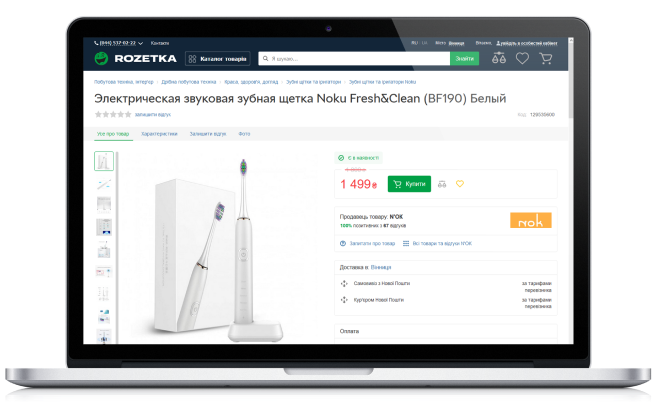 (044) 537-02-22 Контакти
RU UA Місто Вінниця Вітаємо, увійдіть в особистий кабінет
ROZETKA Каталог товарів Я шукаю... Знайти
Побутова техніка, інтер'єр Дрібна побутова техніка Краса, здоров'я, догляд Зубні щітки та іригатори Зубні щітки та іригатори Noku
Электрическая звуковая зубная щетка Noku Fresh&Clean (BF190) Белый
залишити відгук
Усе про товар Характеристики Залишити відгук Фото
Є в наявності
1 499 ₴ Купити
Продавець товару: N'OK
100% позитивних з 67 відгуків
NOK
Запитати про товар Всі товари та відгуки N'OK
Доставка в: Вінниця
Самовивіз з Нової Пошти за тарифами
перевізника
Кур'єром Нової Пошти за тарифами
перевізника
Оплата